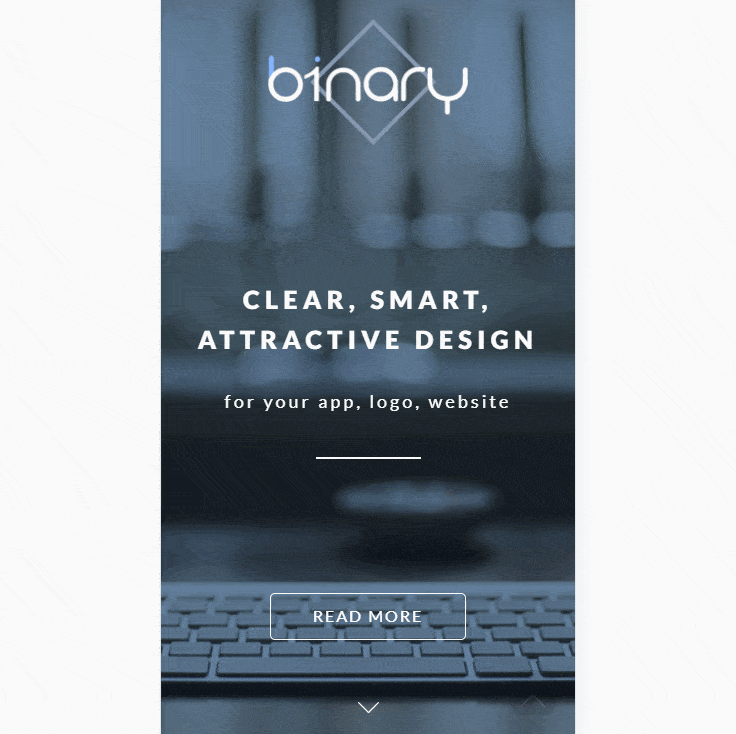 binary
CLEAR, SMART,
ATTRACTIVE DESIGN
for your app, logo, website
READ MORE